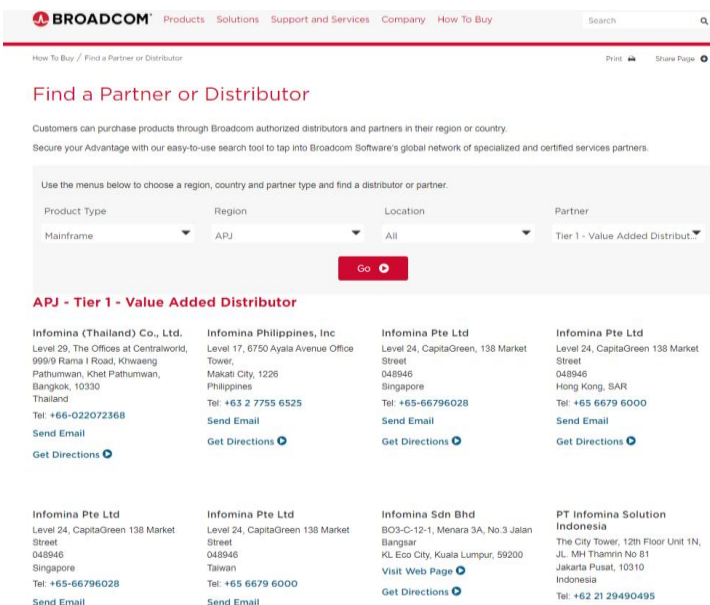 BROADCOM
Products Solutions Support and Services Company How To Buy
Search
How To Buy / Find a Partner or Distributor
Print Share Page
Find a Partner or Distributor
Customers can purchase products through Broadcom authorized distributors and partners in their region or country.
Secure your Advantage with our easy-to-use search tool to tap into Broadcom Software's global network of specialized and certified services partners.
Use the menus below to choose a region, country and partner type and find a distributor or partner.
Product Type
Mainframe
Region
APJ
Location
All
Partner
Tier 1 - Value Added Distribut...
Go
APJ - Tier 1 - Value Added Distributor
Infomina (Thailand) Co., Ltd.
Level 29, The Offices at Centralworld,
999/9 Rama I Road, Khwaeng
Pathumwan, Khet Pathumwan,
Bangkok, 10330
Thailand
Tel: +66-022072368
Send Email
Get Directions
Infomina Philippines, Inc
Level 17, 6750 Ayala Avenue Office
Tower,
Makati City, 1226
Philippines
Tel: +63 2 7755 6525
Send Email
Get Directions
Infomina Pte Ltd
Level 24, CapitaGreen, 138 Market
Street
048946
Singapore
Tel: +65-66796028
Send Email
Get Directions
Infomina Pte Ltd
Level 24, CapitaGreen 138 Market
Street
048946
Hong Kong, SAR
Tel: +65 6679 6000
Send Email
Get Directions
Infomina Pte Ltd
Level 24, CapitaGreen 138 Market
Street
048946
Singapore
Tel: +65-66796028
Send Email
Infomina Pte Ltd
Level 24, CapitaGreen 138 Market
Street
048946
Taiwan
Tel: +65 6679 6000
Send Email
Infomina Sdn Bhd
BO3-C-12-1, Menara 3A, No.3 Jalan
Bangsar
KL Eco City, Kuala Lumpur, 59200
Visit Web Page
Get Directions
PT Infomina Solution
Indonesia
The City Tower, 12th Floor Unit 1N,
JL. MH Thamrin No 81
Jakarta Pusat, 10310
Indonesia
Tel: +62 21 29490495